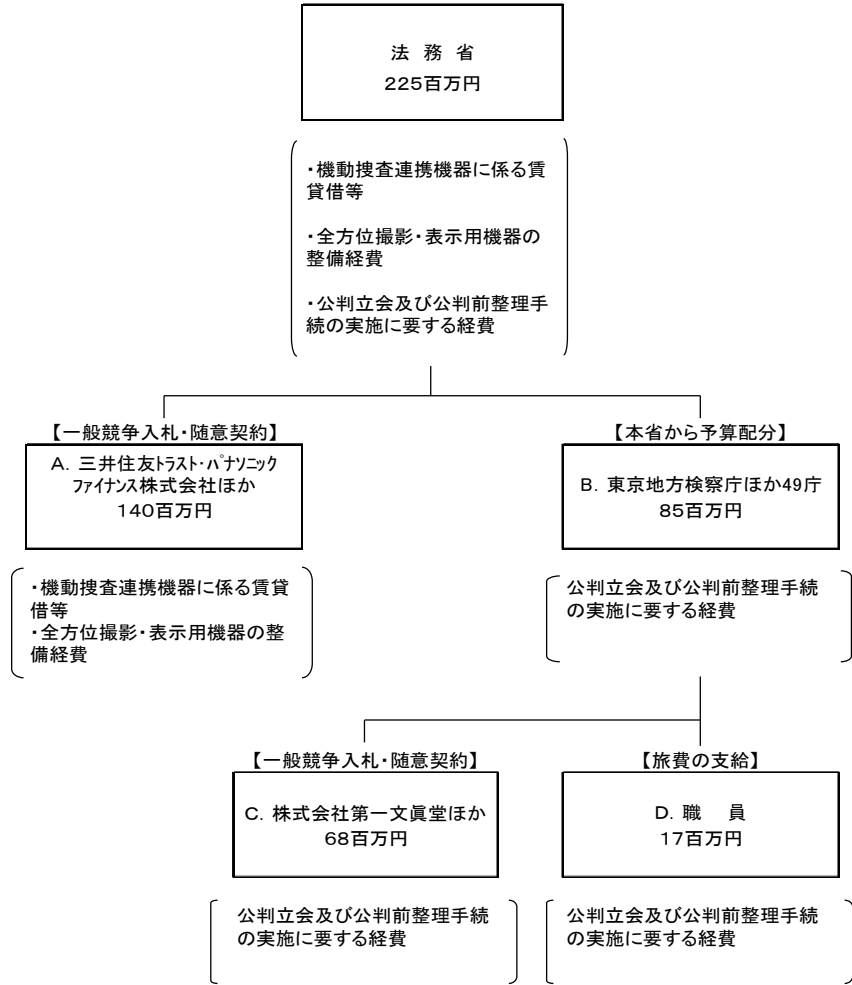 法 務 省
225百万円
・機動捜査連携機器に係る賃
貸借等
・全方位撮影・表示用機器の
整備経費
・公判立会及び公判前整理手
続の実施に要する経費
【一般競争入札・随意契約】
A. 三井住友トラスト・パナソニック
ファイナンス株式会社ほか
140百万円
・機動捜査連携機器に係る賃貸
借等
・全方位撮影・表示用機器の整
備経費
【本省から予算配分】
B. 東京地方検察庁ほか49庁
85百万円
公判立会及び公判前整理手続
の実施に要する経費
【一般競争入札・随意契約】
C. 株式会社第一文眞堂ほか
68百万円
公判立会及び公判前整理手続
の実施に要する経費
【旅費の支給】
D. 職 員
17百万円
公判立会及び公判前整理手続
の実施に要する経費